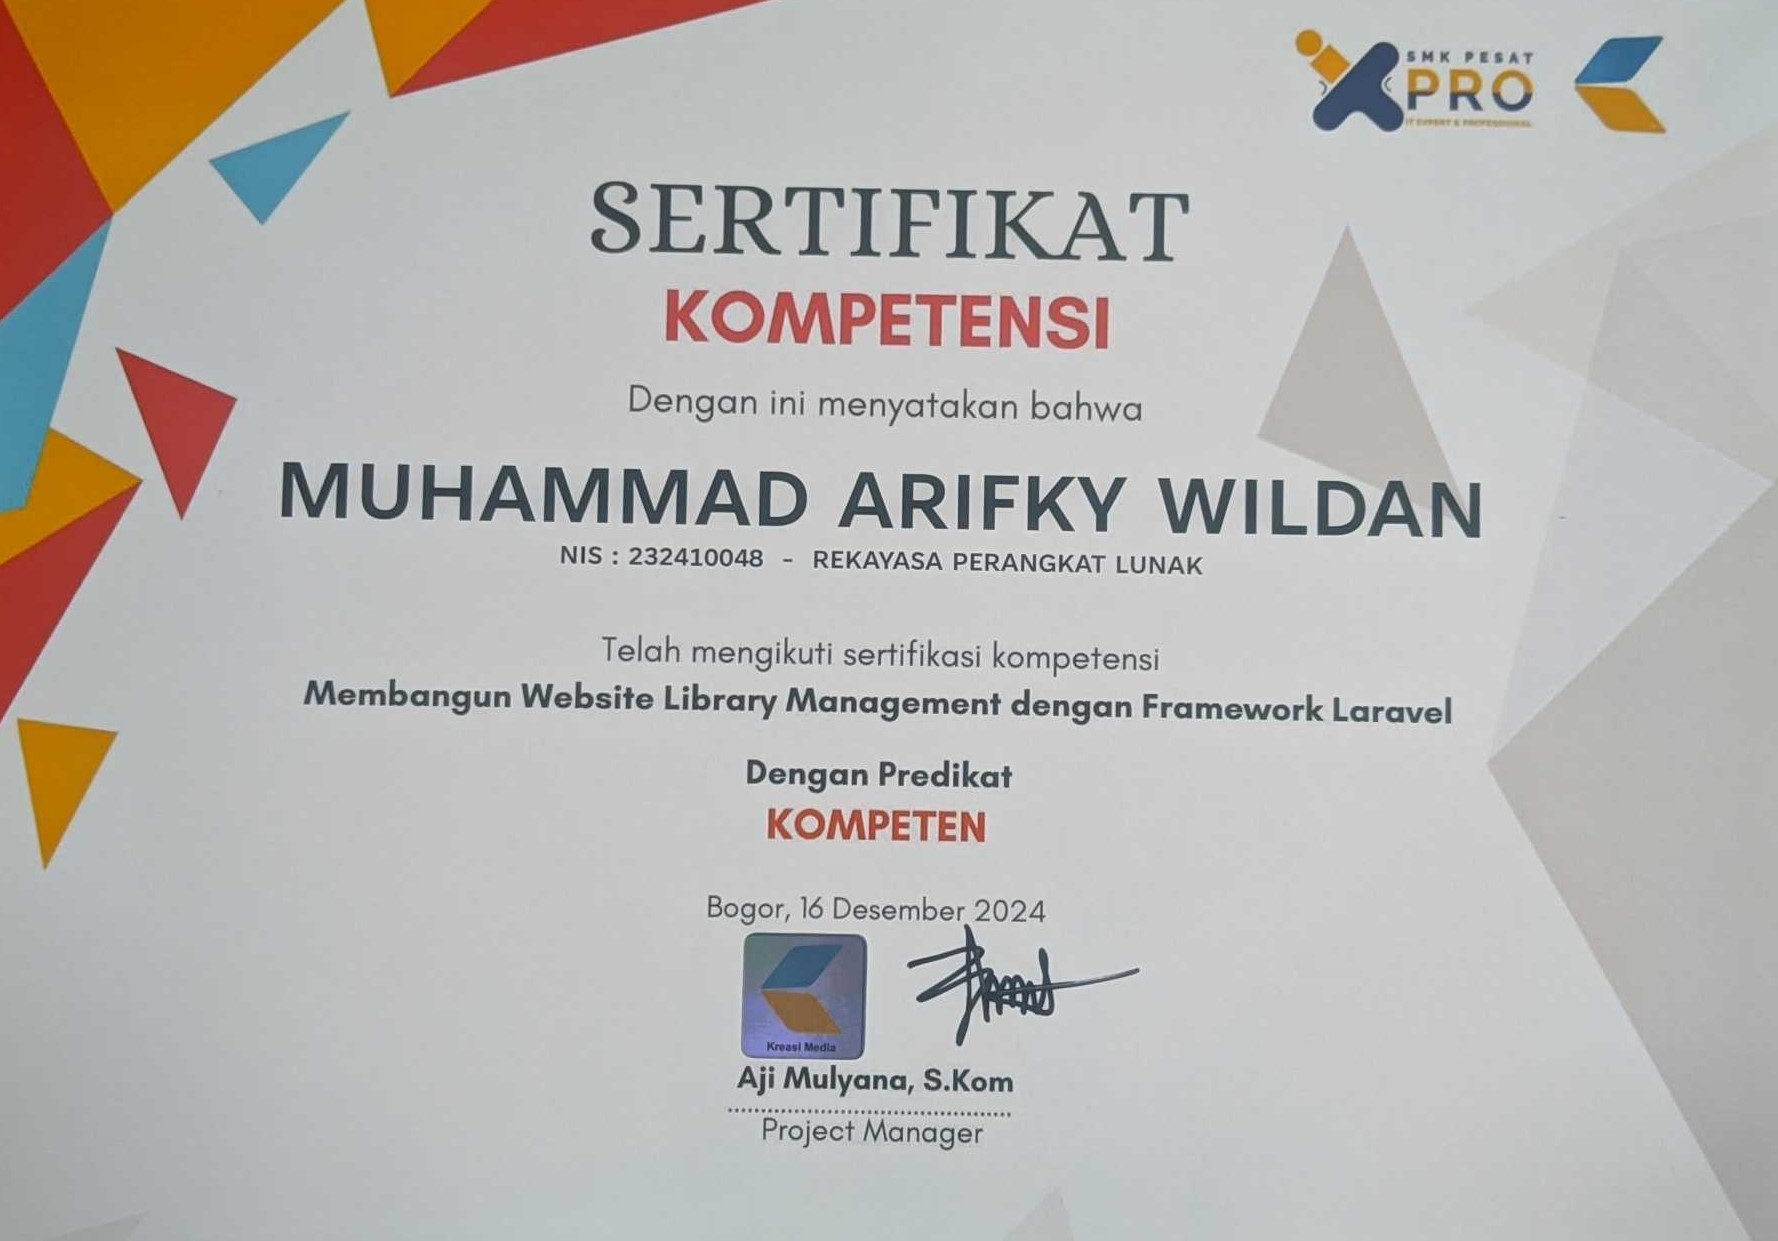 SMK PESAT
PRO
IT EXPERT & PROFESSIONAL
SERTIFIKAT
KOMPETENSI
Dengan ini menyatakan bahwa
MUHAMMAD ARIFKY WILDAN
NIS : 232410048 - REKAYASA PERANGKAT LUNAK
Telah mengikuti sertifikasi kompetensi
Membangun Website Library Management dengan Framework Laravel
Dengan Predikat
KOMPETEN
Bogor, 16 Desember 2024
Kreasi Media
Aji Mulyana, S.Kom
Project Manager